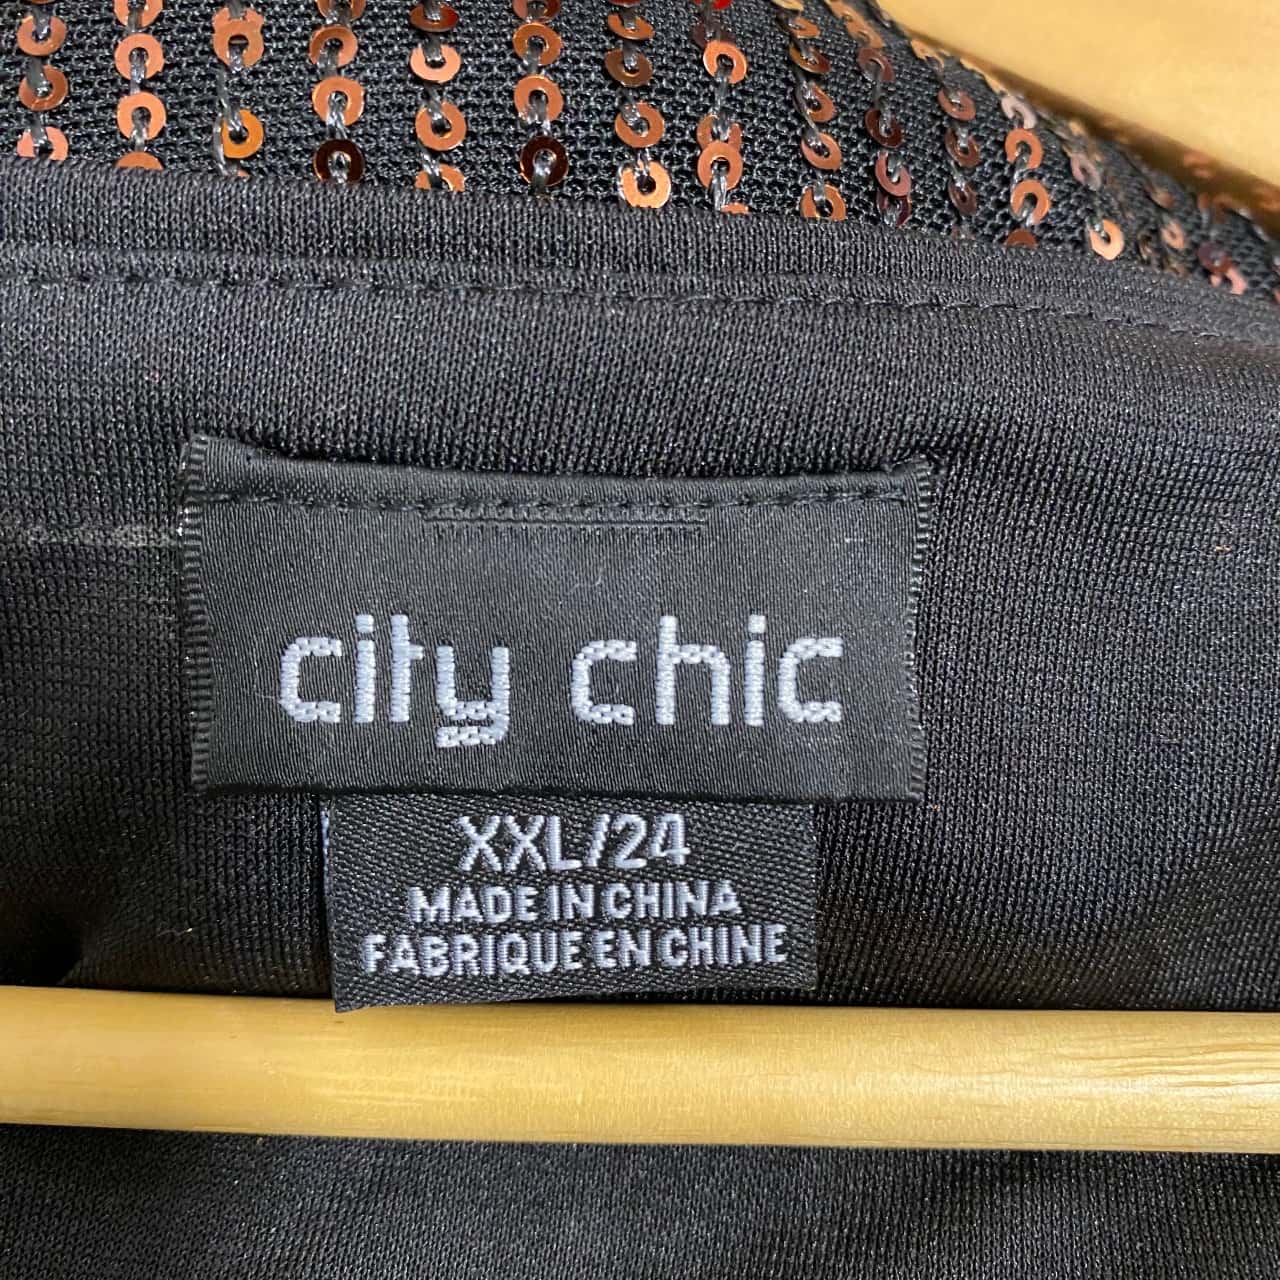 city chic
XXL/24
MADE IN CHINA
FABRIQUE EN CHINE